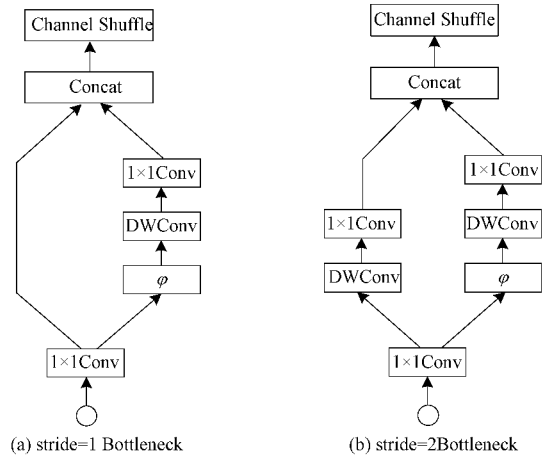 Channel Shuffle
Concat
1×1Conv
DWConv
φ
1×1Conv
(a) stride=1 Bottleneck
Channel Shuffle
Concat
1×1Conv
1×1Conv
DWConv
DWConv
φ
1×1Conv
(b) stride=2Bottleneck